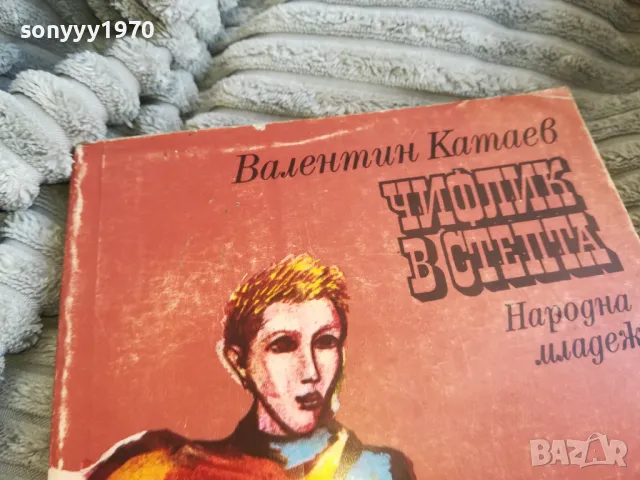 sonyyy1970
Валентин Катаев
ЧИФЛИК
В СТЕПТА
Народна
младеж
BAZAR